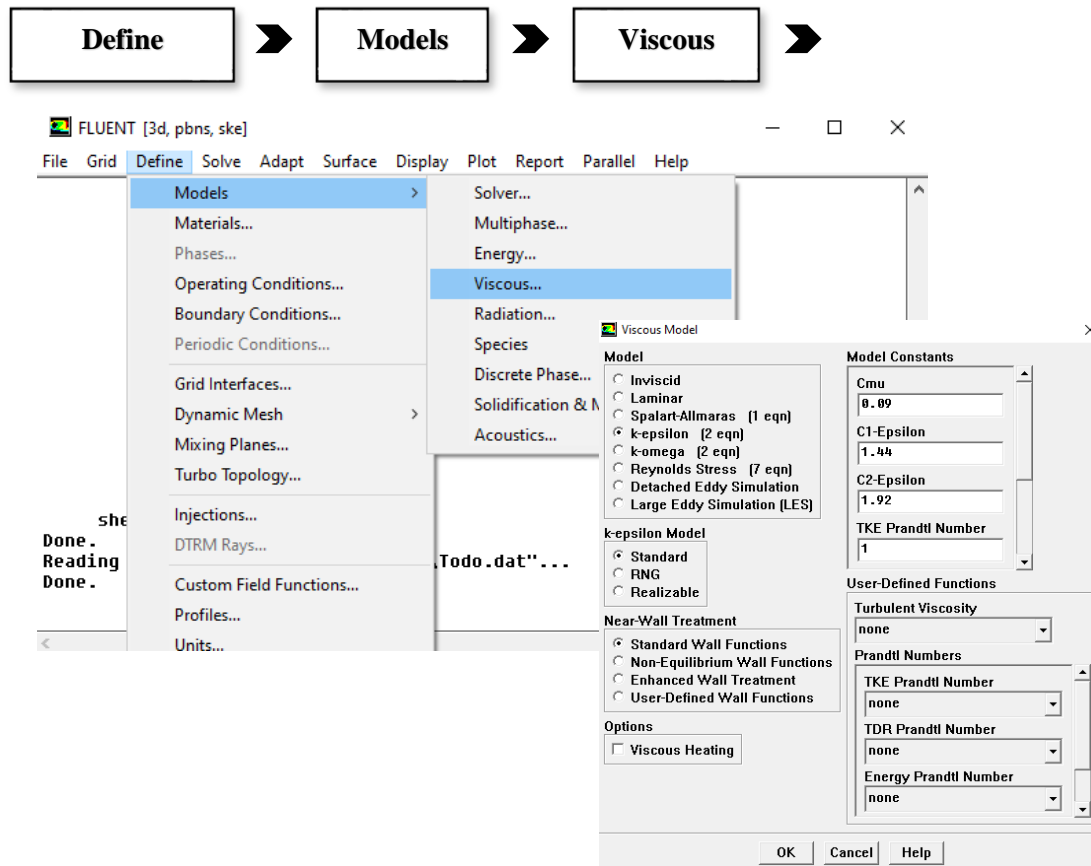 Define
Models
Viscous
FLUENT [3d, pbns, ske]
File Grid Define Solve Adapt Surface Display Plot Report Parallel Help
Models
Materials...
Phases...
Operating Conditions...
Boundary Conditions...
Periodic Conditions...
Grid Interfaces...
Dynamic Mesh
Mixing Planes...
Turbo Topology...
Injections...
DTRM Rays...
Custom Field Functions...
Profiles...
Units...
Solver...
Multiphase...
Energy...
Viscous...
Radiation...
Species
Discrete Phase...
Solidification & M
Acoustics...
she
Done.
Reading \Todo.dat"...
Done.
Viscous Model
Model
Inviscid
Laminar
Spalart-Allmaras (1 eqn)
k-epsilon (2 eqn)
k-omega (2 eqn)
Reynolds Stress (7 eqn)
Detached Eddy Simulation
Large Eddy Simulation (LES)
k-epsilon Model
Standard
RNG
Realizable
Near-Wall Treatment
Standard Wall Functions
Non-Equilibrium Wall Functions
Enhanced Wall Treatment
User-Defined Wall Functions
Options
Viscous Heating
Model Constants
Cmu
0.09
C1-Epsilon
1.44
C2-Epsilon
1.92
TKE Prandtl Number
1
User-Defined Functions
Turbulent Viscosity
none
Prandtl Numbers
TKE Prandtl Number
none
TDR Prandtl Number
none
Energy Prandtl Number
none
OK Cancel Help